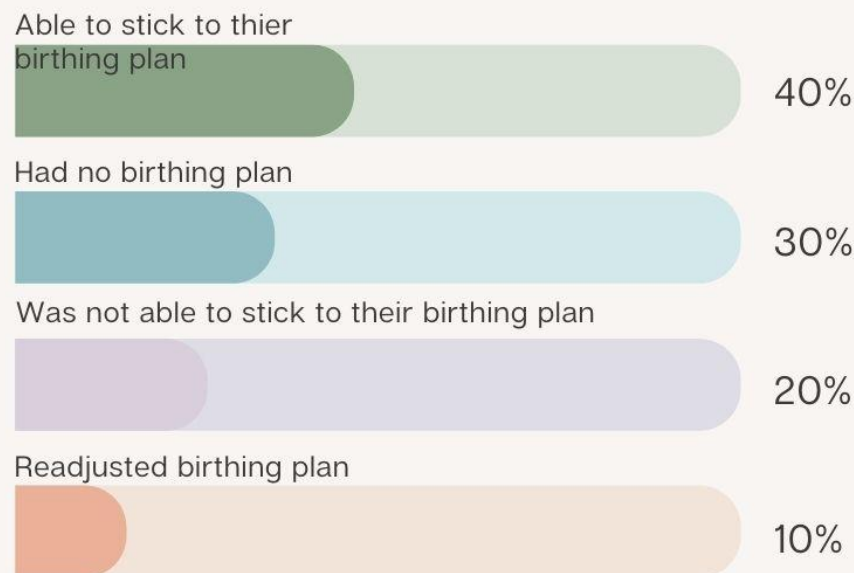 Able to stick to thier
birthing plan
40%
Had no birthing plan
30%
Was not able to stick to their birthing plan
20%
Readjusted birthing plan
10%